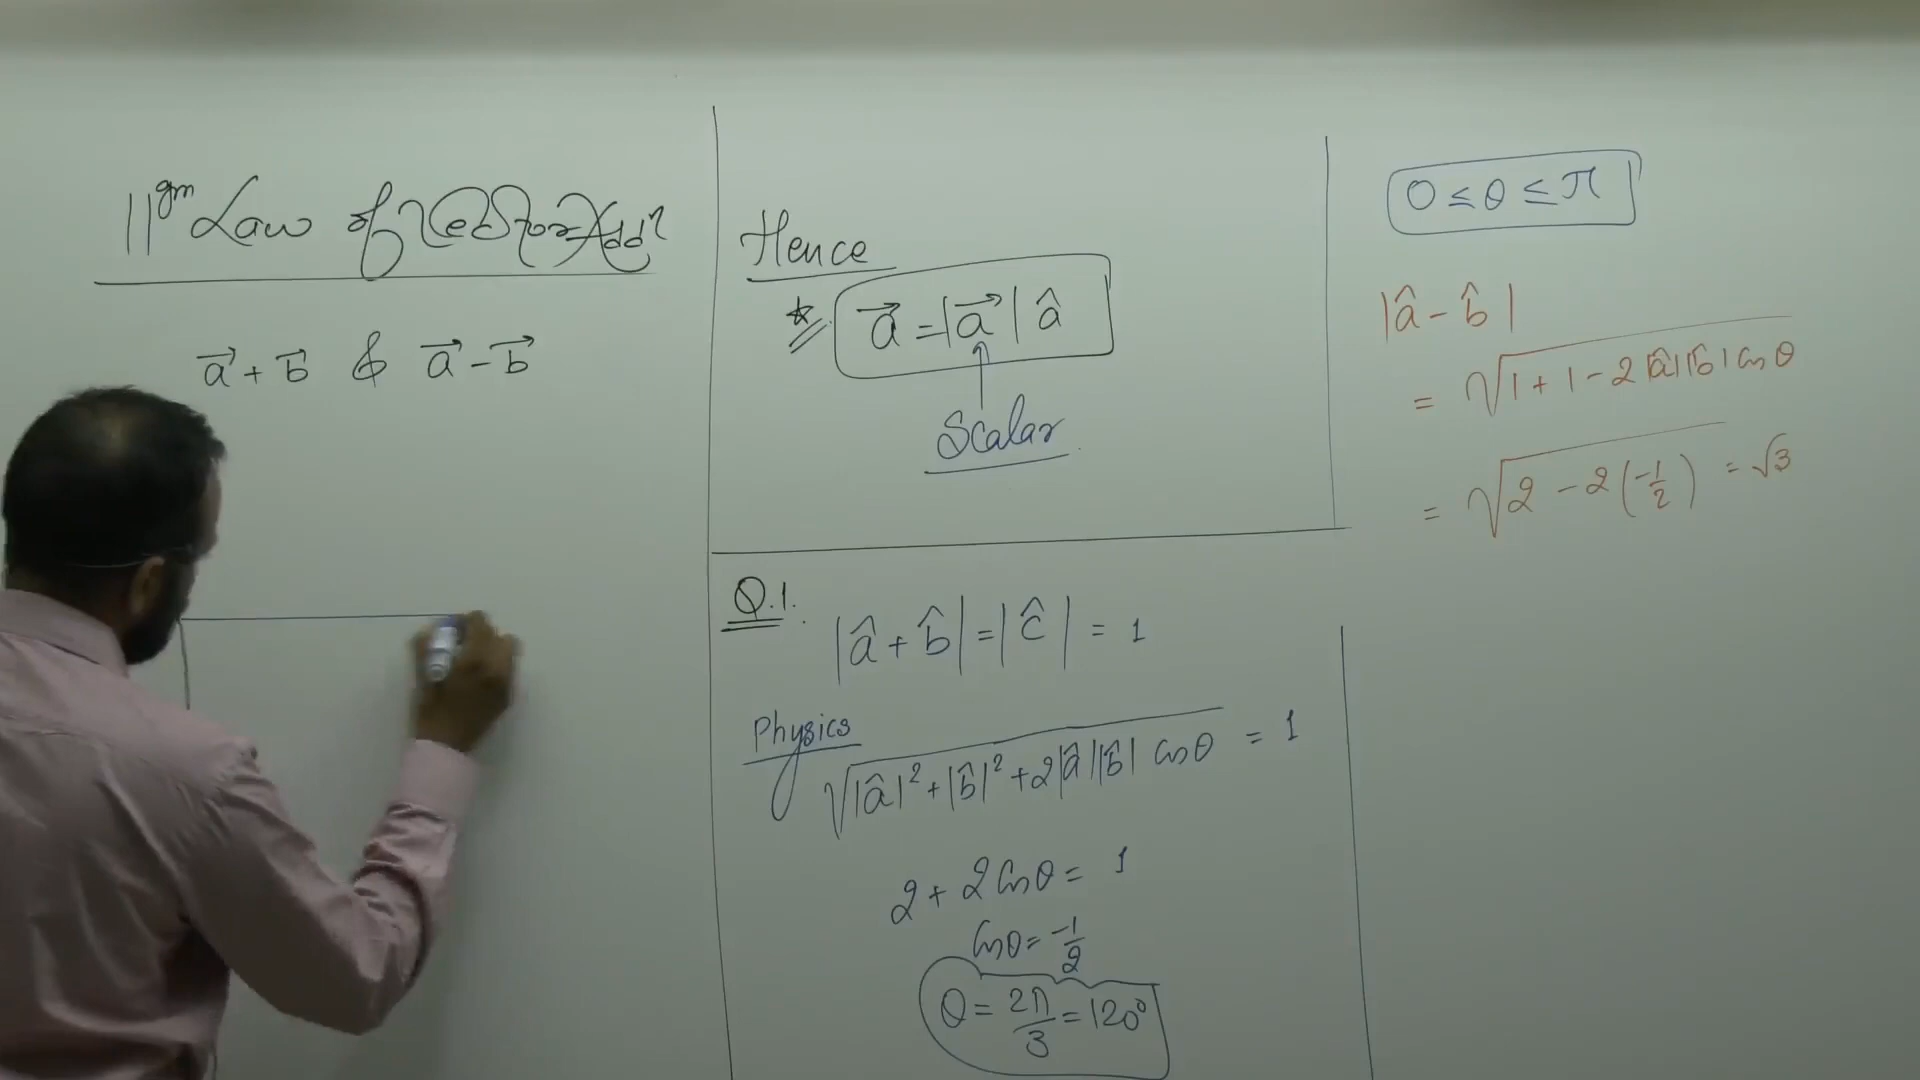 ||gm Law of Vector Addn
a⃗ + b⃗ & a⃗ - b⃗
Hence
* a⃗ = |a⃗| â
Scalar
Q.1.
|â + b̂| = |ĉ| = 1
Physics
√|â|² + |b̂|² + 2|â||b̂| cosθ = 1
2 + 2cosθ = 1
cosθ = -1/2
θ = 2π/3 = 120°
0 ≤ θ ≤ π
|â - b̂|
= √1 + 1 - 2|â||b̂|cosθ
= √2 - 2(-1/2) = √3